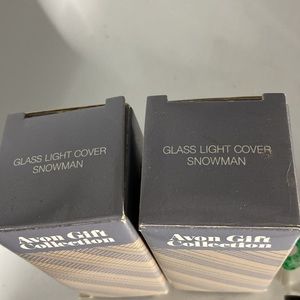 GLASS LIGHT COVER
SNOWMAN
Avon Gift
Collection
GLASS LIGHT COVER
SNOWMAN
Avon Gift
Collection